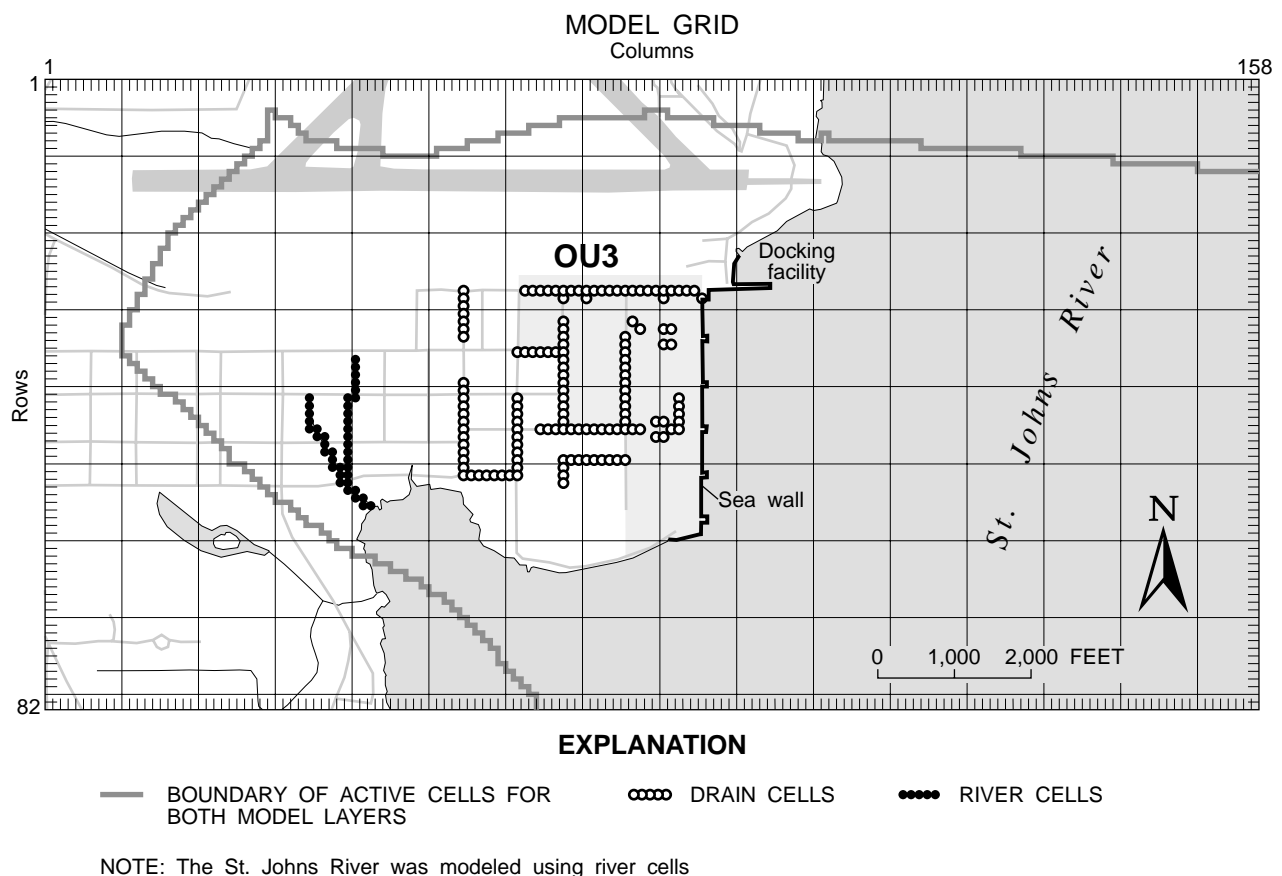 MODEL GRID
Columns
1
158
1
OU3
Docking
facility
St. Johns River
Rows
Sea wall
N
0 1,000 2,000 FEET
82
EXPLANATION
BOUNDARY OF ACTIVE CELLS FOR
BOTH MODEL LAYERS
DRAIN CELLS
RIVER CELLS
NOTE: The St. Johns River was modeled using river cells